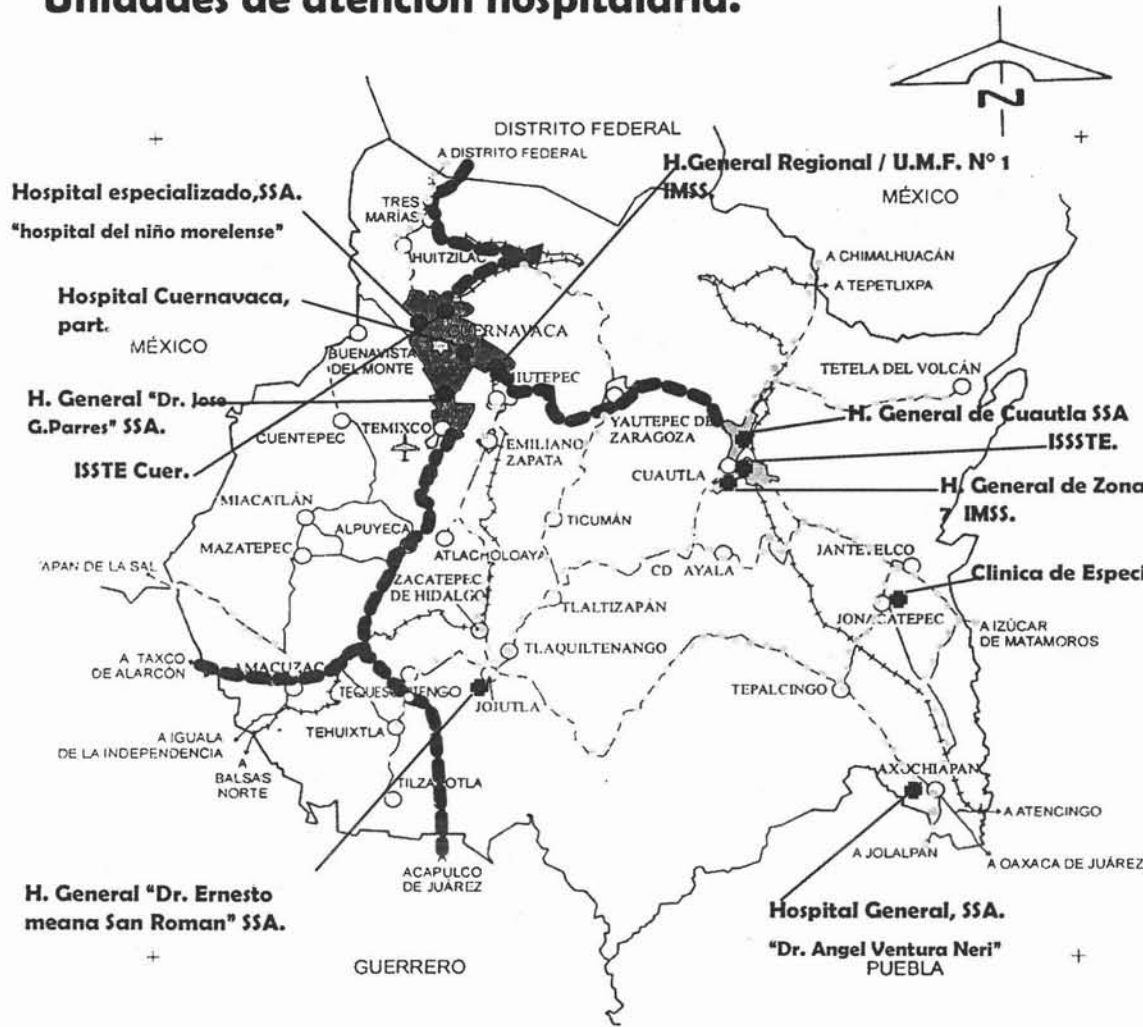 Unidades de atención hospitalaria.
N
DISTRITO FEDERAL
A DISTRITO FEDERAL
H.General Regional / U.M.F. N° 1
IMSS.
MÉXICO
Hospital especializado,SSA.
"hospital del niño morelense"
TRES
MARÍAS
HUITZILAC
A CHIMALHUACÁN
A TEPETLIXPA
Hospital Cuernavaca,
part.
MÉXICO
CUERNAVACA
BUENAVISTA
DEL MONTE
JIUTEPEC
TETELA DEL VOLCÁN
H. General "Dr. Jose
G.Parres" SSA.
TEMIXCO
CUENTEPEC
EMILIANO
ZAPATA
YAUTEPEC DE
ZARAGOZA
H. General de Cuautla SSA
ISSSTE.
CUAUTLA
ISSTE Cuer.
H. General de Zona
7 IMSS.
MIACATLÁN
ALPUYECA
MAZATEPEC
ATLACHOLOAYA
TICUMÁN
CD AYALA
JANTETELCO
APAN DE LA SAL
ZACATEPEC
DE HIDALGO
TLALTIZAPÁN
Clinica de Especi
JONACATEPEC
A IZÚCAR
DE MATAMOROS
TLAQUILTENANGO
A TAXCO
DE ALARCÓN
AMACUZAC
JOJUTLA
TEPALCINGO
A IGUALA
DE LA INDEPENDENCIA
A
BALSAS
NORTE
TEHUIXTLA
TILZAPOTLA
AXOCHIAPAN
A ATENCINGO
A JOLALPAN
A OAXACA DE JUÁREZ
ACAPULCO
DE JUÁREZ
H. General "Dr. Ernesto
meana San Roman" SSA.
Hospital General, SSA.
"Dr. Angel Ventura Neri"
PUEBLA
GUERRERO